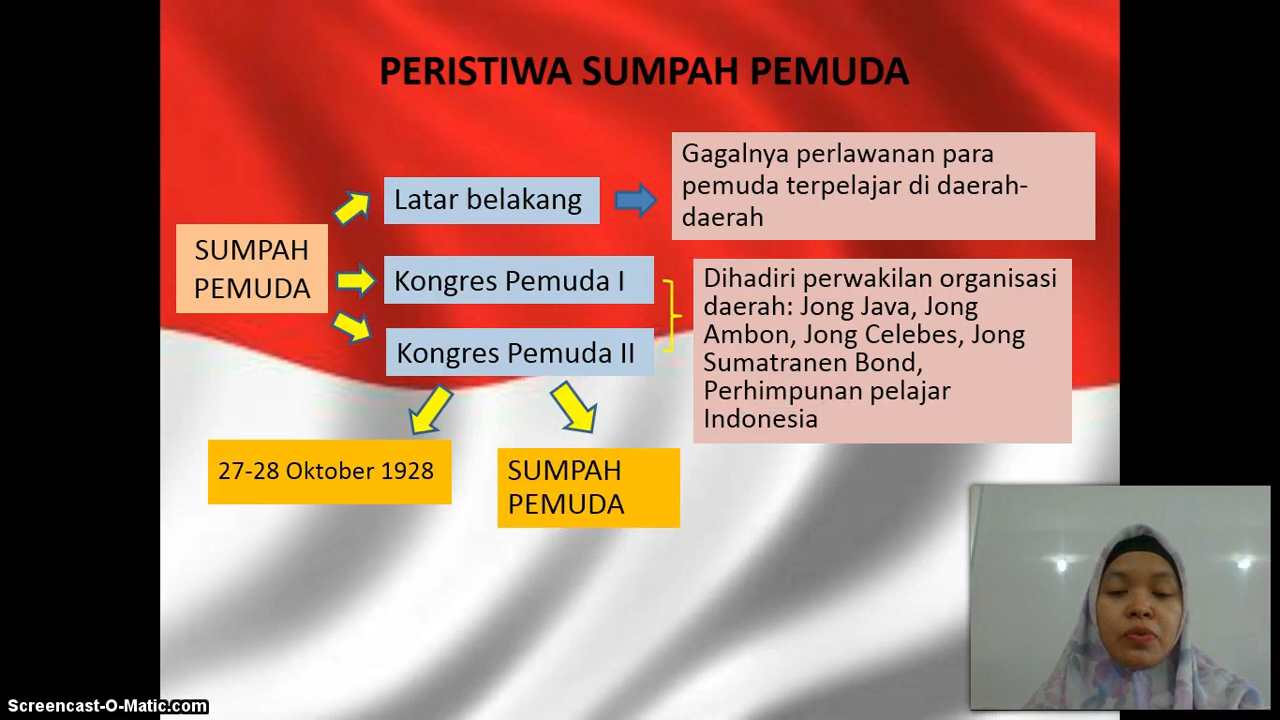 PERISTIWA SUMPAH PEMUDA
SUMPAH
PEMUDA
Latar belakang
Gagalnya perlawanan para
pemuda terpelajar di daerah-
daerah
Kongres Pemuda I
Kongres Pemuda II
Dihadiri perwakilan organisasi
daerah: Jong Java, Jong
Ambon, Jong Celebes, Jong
Sumatranen Bond,
Perhimpunan pelajar
Indonesia
27-28 Oktober 1928
SUMPAH
PEMUDA
Screencast-O-Matic.com